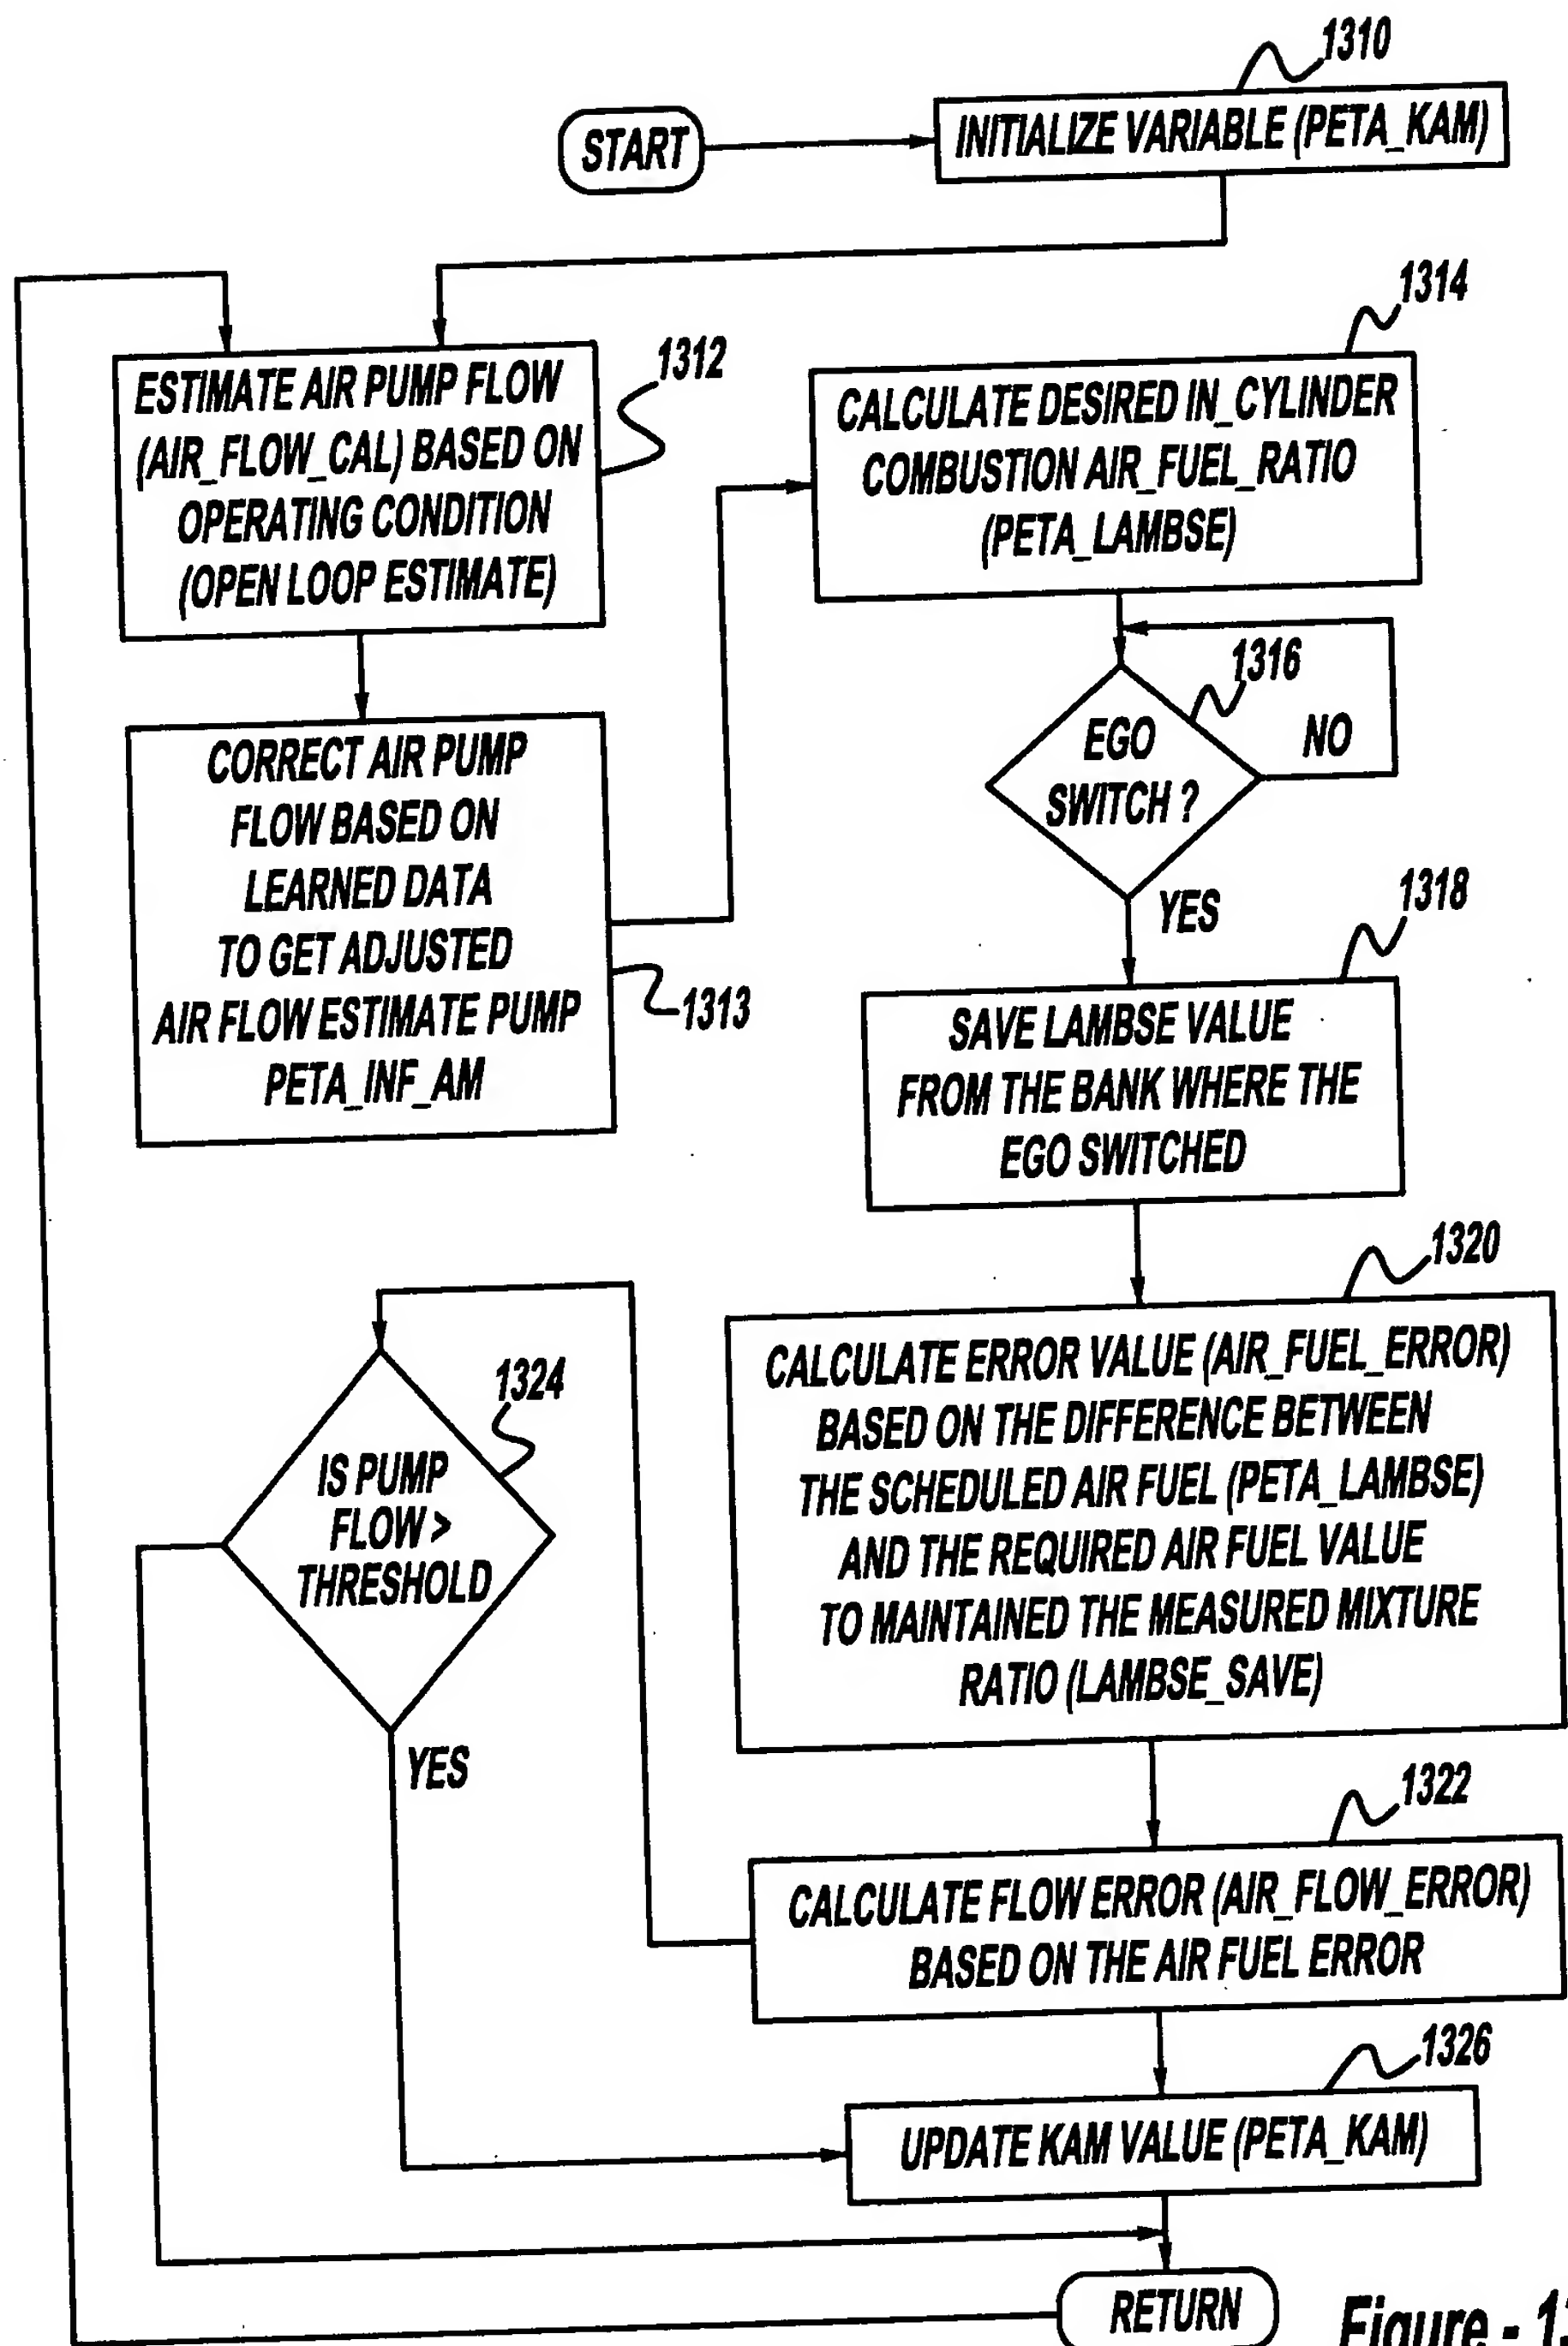 1310
START
INITIALIZE VARIABLE (PETA_KAM)
1312
ESTIMATE AIR PUMP FLOW
(AIR_FLOW_CAL) BASED ON
OPERATING CONDITION
(OPEN LOOP ESTIMATE)
CORRECT AIR PUMP
FLOW BASED ON
LEARNED DATA
TO GET ADJUSTED
AIR FLOW ESTIMATE PUMP
PETA_INF_AM
1313
1314
CALCULATE DESIRED IN_CYLINDER
COMBUSTION AIR_FUEL_RATIO
(PETA_LAMBSE)
1316
EGO
SWITCH ?
NO
YES
1318
SAVE LAMBSE VALUE
FROM THE BANK WHERE THE
EGO SWITCHED
1320
CALCULATE ERROR VALUE (AIR_FUEL_ERROR)
BASED ON THE DIFFERENCE BETWEEN
THE SCHEDULED AIR FUEL (PETA_LAMBSE)
AND THE REQUIRED AIR FUEL VALUE
TO MAINTAINED THE MEASURED MIXTURE
RATIO (LAMBSE_SAVE)
1322
CALCULATE FLOW ERROR (AIR_FLOW_ERROR)
BASED ON THE AIR FUEL ERROR
1324
IS PUMP
FLOW >
THRESHOLD
YES
1326
UPDATE KAM VALUE (PETA_KAM)
RETURN
Figure - 13